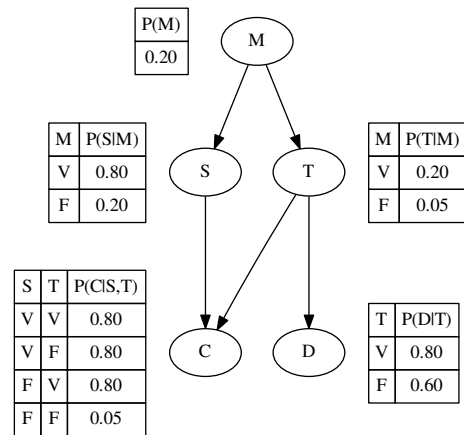 P(M)
0.20
M
M P(S|M)
V 0.80
F 0.20
S
T
M P(T|M)
V 0.20
F 0.05
S T P(C|S,T)
V V 0.80
V F 0.80
F V 0.80
F F 0.05
C
D
T P(D|T)
V 0.80
F 0.60